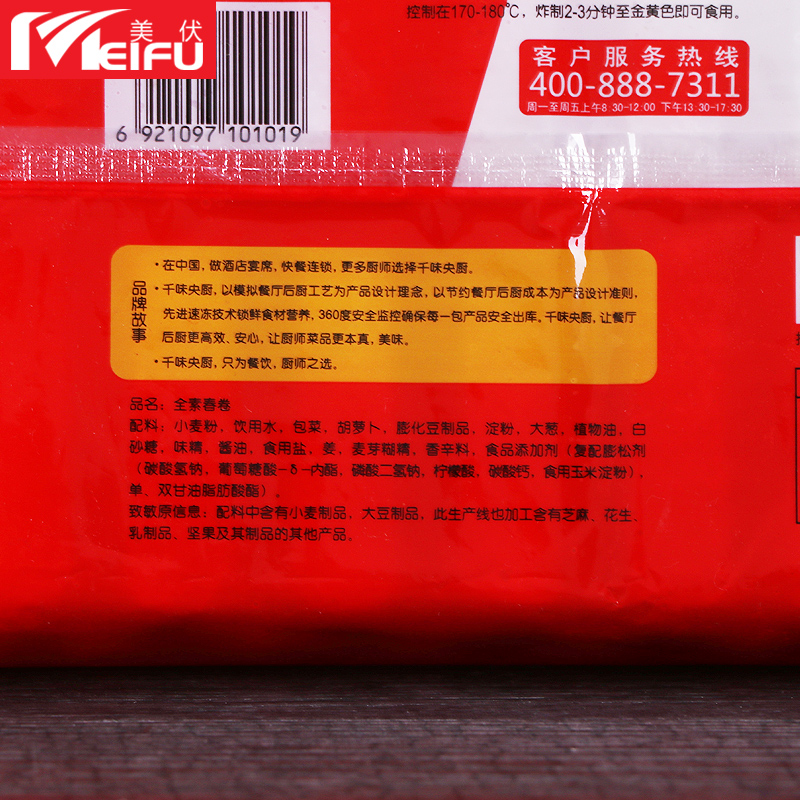 美伏
MEIFU
控制在170-180℃，炸制2-3分钟至金黄色即可食用。
客户服务热线
400-888-7311
周一至周五上午8:30-12:00 下午13:30-17:30
6 921097 101019
品牌故事
·在中国，做酒店宴席，快餐连锁，更多厨师选择千味央厨。
·千味央厨，以模拟餐厅后厨工艺为产品设计理念，以节约餐厅后厨成本为产品设计准则，
先进速冻技术锁鲜食材营养，360度安全监控确保每一包产品安全出库。千味央厨，让餐厅
后厨更高效、安心，让厨师菜品更本真，美味。
·千味央厨，只为餐饮，厨师之选。
品名：全素春卷
配料：小麦粉，饮用水，包菜，胡萝卜，膨化豆制品，淀粉，大葱，植物油，白
砂糖，味精，酱油，食用盐，姜，麦芽糊精，香辛料，食品添加剂（复配膨松剂
（碳酸氢钠，葡萄糖酸-δ-内酯，磷酸二氢钠，柠檬酸，碳酸钙，食用玉米淀粉），
单、双甘油脂肪酸酯）。
致敏原信息：配料中含有小麦制品，大豆制品，此生产线也加工含有芝麻、花生、
乳制品、坚果及其制品的其他产品。